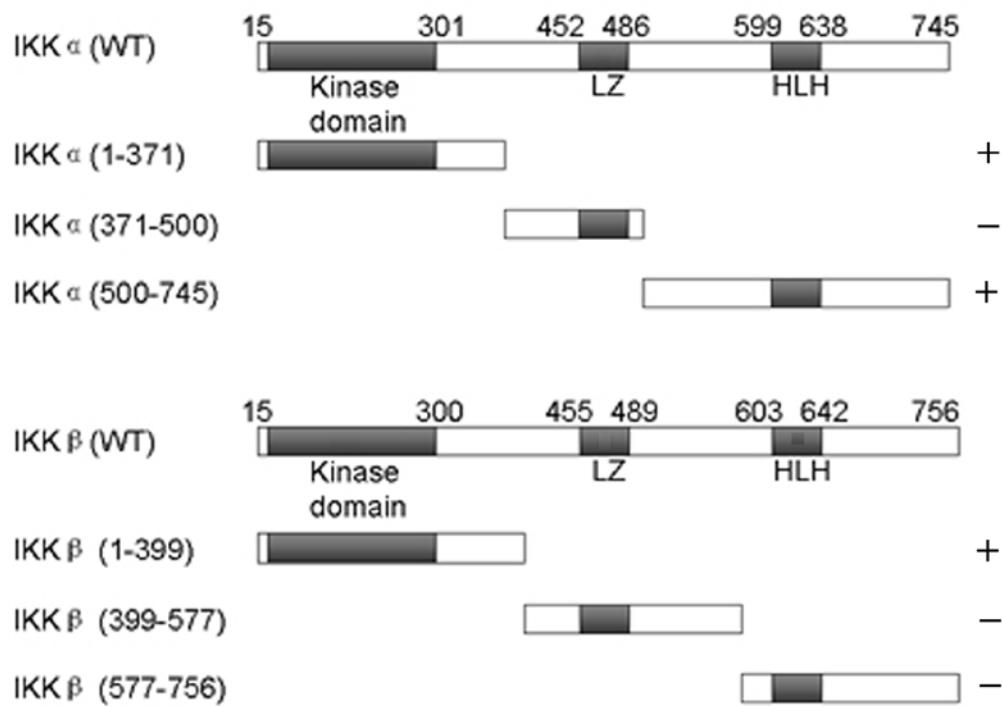 15 301 452 486 599 638 745
IKK α (WT)
LZ HLH
Kinase
domain
IKK α (1-371) +
IKK α (371-500) −
IKK α (500-745) +
15 300 455 489 603 642 756
IKK β (WT)
LZ HLH
Kinase
domain
IKK β (1-399) +
IKK β (399-577) −
IKK β (577-756) −